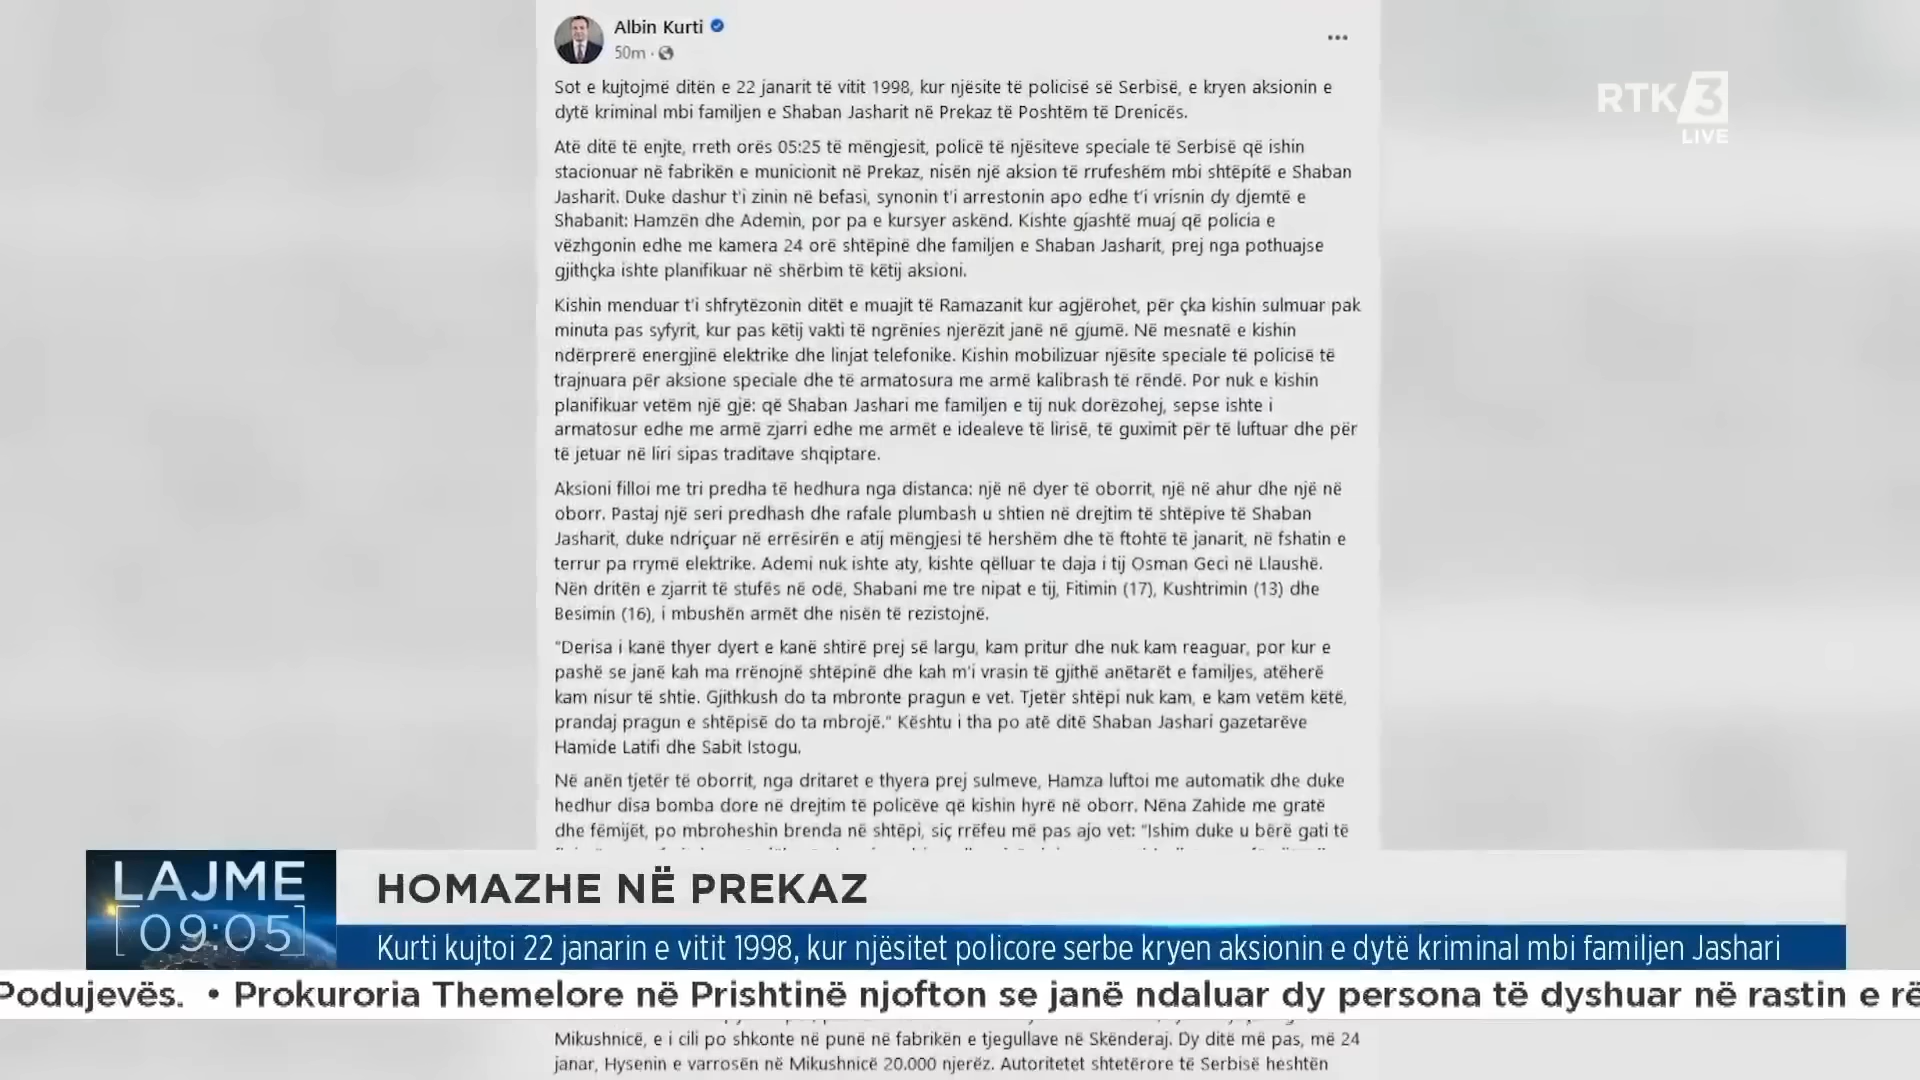 Albin Kurti
50m ·
RTK 3
LIVE
Sot e kujtojmë ditën e 22 janarit të vitit 1998, kur njësite të policisë së Serbisë, e kryen aksionin e
dytë kriminal mbi familjen e Shaban Jasharit në Prekaz të Poshtëm të Drenicës.
Atë ditë të enjte, rreth orës 05:25 të mëngjesit, policë të njësiteve speciale të Serbisë që ishin
stacionuar në fabrikën e municionit në Prekaz, nisën një aksion të rrufeshëm mbi shtëpitë e Shaban
Jasharit. Duke dashur t'i zinin në befasi, synonin t'i arrestonin apo edhe t'i vrisnin dy djemtë e
Shabanit: Hamzën dhe Ademin, por pa e kursyer askënd. Kishte gjashtë muaj që policia e
vëzhgonin edhe me kamera 24 orë shtëpinë dhe familjen e Shaban Jasharit, prej nga pothuajse
gjithçka ishte planifikuar në shërbim të këtij aksioni.
Kishin menduar t'i shfrytëzonin ditët e muajit të Ramazanit kur agjërohet, për çka kishin sulmuar pak
minuta pas syfyrit, kur pas këtij vakti të ngrënies njerëzit janë në gjumë. Në mesnatë e kishin
ndërprerë energjinë elektrike dhe linjat telefonike. Kishin mobilizuar njësite speciale të policisë të
trajnuara për aksione speciale dhe të armatosura me armë kalibrash të rëndë. Por nuk e kishin
planifikuar vetëm një gjë: që Shaban Jashari me familjen e tij nuk dorëzohej, sepse ishte i
armatosur edhe me armë zjarri edhe me armët e idealeve të lirisë, të guximit për të luftuar dhe për
të jetuar në liri sipas traditave shqiptare.
Aksioni filloi me tri predha të hedhura nga distanca: një në dyer të oborrit, një në ahur dhe një në
oborr. Pastaj një seri predhash dhe rafale plumbash u shtien në drejtim të shtëpive të Shaban
Jasharit, duke ndriçuar në errësirën e atij mëngjesi të hershëm dhe të ftohtë të janarit, në fshatin e
terrur pa rrymë elektrike. Ademi nuk ishte aty, kishte qëlluar te daja i tij Osman Geci në Llaushë.
Nën dritën e zjarrit të stufës në odë, Shabani me tre nipat e tij, Fitimin (17), Kushtrimin (13) dhe
Besimin (16), i mbushën armët dhe nisën të rezistojnë.
"Derisa i kanë thyer dyert e kanë shtirë prej së largu, kam pritur dhe nuk kam reaguar, por kur e
pashë se janë kah ma rrënojnë shtëpinë dhe kah m'i vrasin të gjithë anëtarët e familjes, atëherë
kam nisur të shtie. Gjithkush do ta mbronte pragun e vet. Tjetër shtëpi nuk kam, e kam vetëm këtë,
prandaj pragun e shtëpisë do ta mbrojë." Kështu i tha po atë ditë Shaban Jashari gazetarëve
Hamide Latifi dhe Sabit Istogu.
Në anën tjetër të oborrit, nga dritaret e thyera prej sulmeve, Hamza luftoi me automatik dhe duke
hedhur disa bomba dore në drejtim të policëve që kishin hyrë në oborr. Nëna Zahide me gratë
dhe fëmijët, po mbroheshin brenda në shtëpi, siç rrëfeu më pas ajo vet: "Ishim duke u bërë gati të
LAJME
09:05
HOMAZHE NË PREKAZ
Kurti kujtoi 22 janarin e vitit 1998, kur njësitet policore serbe kryen aksionin e dytë kriminal mbi familjen Jashari
Podujevës. • Prokuroria Themelore në Prishtinë njofton se janë ndaluar dy persona të dyshuar në rastin e rë
Mikushnicë, e i cili po shkonte në punë në fabrikën e tjegullave në Skënderaj. Dy ditë më pas, më 24
janar, Hysenin e varrosën në Mikushnicë 20.000 njerëz. Autoritetet shtetërore të Serbisë heshtën